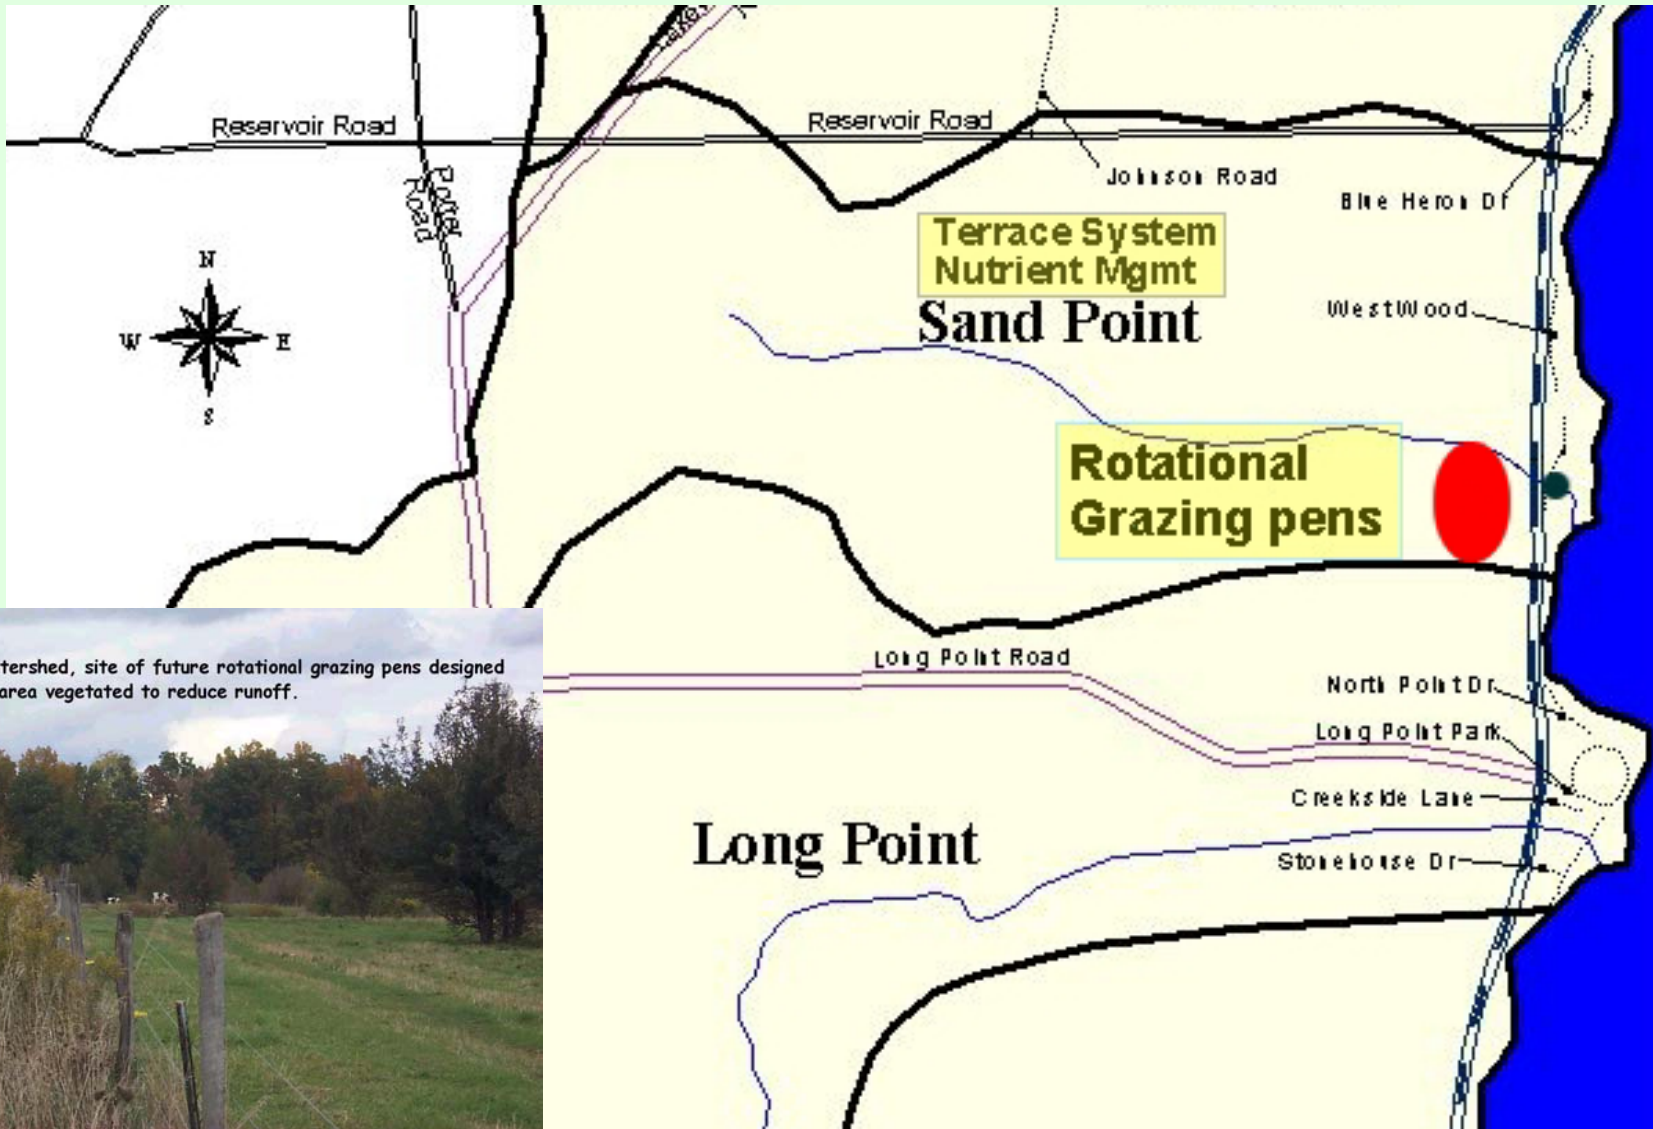 Reservoir Road
Reservoir Road
Potter
Road
Johnson Road
Blue Heron Dr
Terrace System
Nutrient Mgmt
Sand Point
WestWood
N
W
E
S
Rotational
Grazing pens
Long Point Road
North Point Dr
Long Point Park
Creekside Lane
Stonehouse Dr
Long Point
tershed, site of future rotational grazing pens designed
area vegetated to reduce runoff.